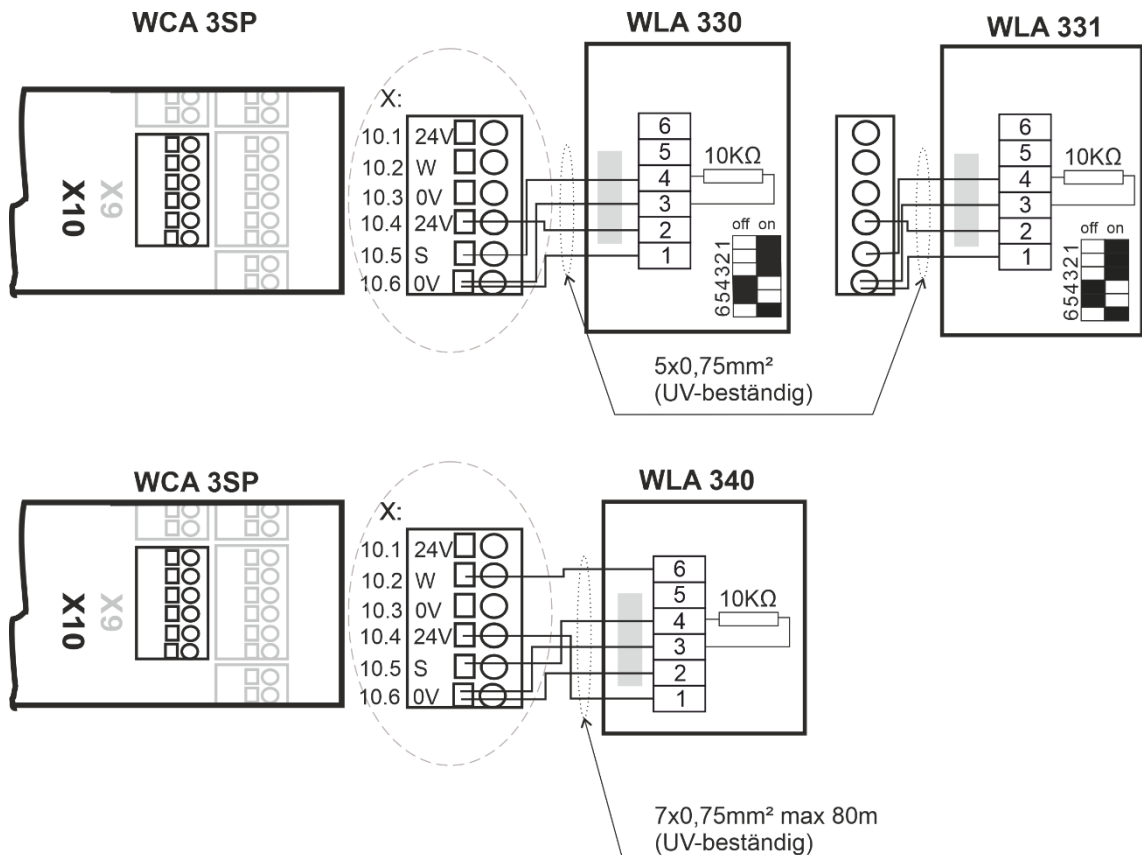 WCA 3SP
WLA 330
WLA 331
X10
X9
X:
10.1 24V
10.2 W
10.3 0V
10.4 24V
10.5 S
10.6 0V
6
5
4
3
2
1
10KΩ
off on
654321
6
5
4
3
2
1
10KΩ
off on
654321
5x0,75mm²
(UV-beständig)
WCA 3SP
WLA 340
X10
X9
X:
10.1 24V
10.2 W
10.3 0V
10.4 24V
10.5 S
10.6 0V
6
5
4
3
2
1
10KΩ
7x0,75mm² max 80m
(UV-beständig)